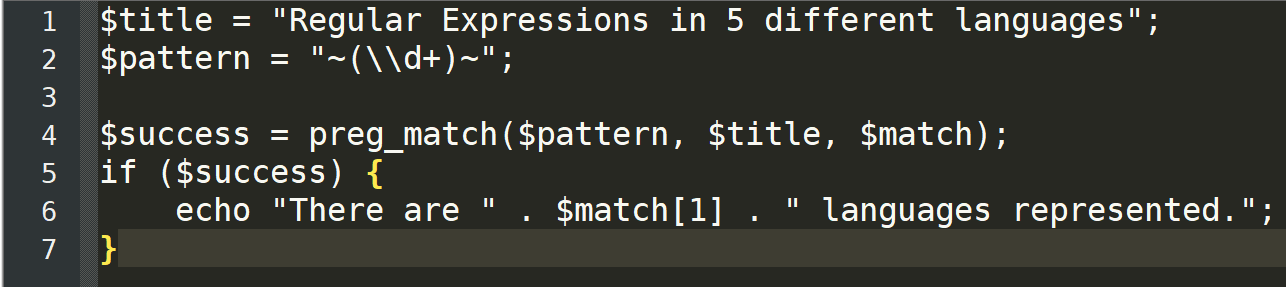 1 $title = "Regular Expressions in 5 different languages";
2 $pattern = "~(\\d+)~";
3
4 $success = preg_match($pattern, $title, $match);
5 if ($success) {
6     echo "There are " . $match[1] . " languages represented.";
7 }